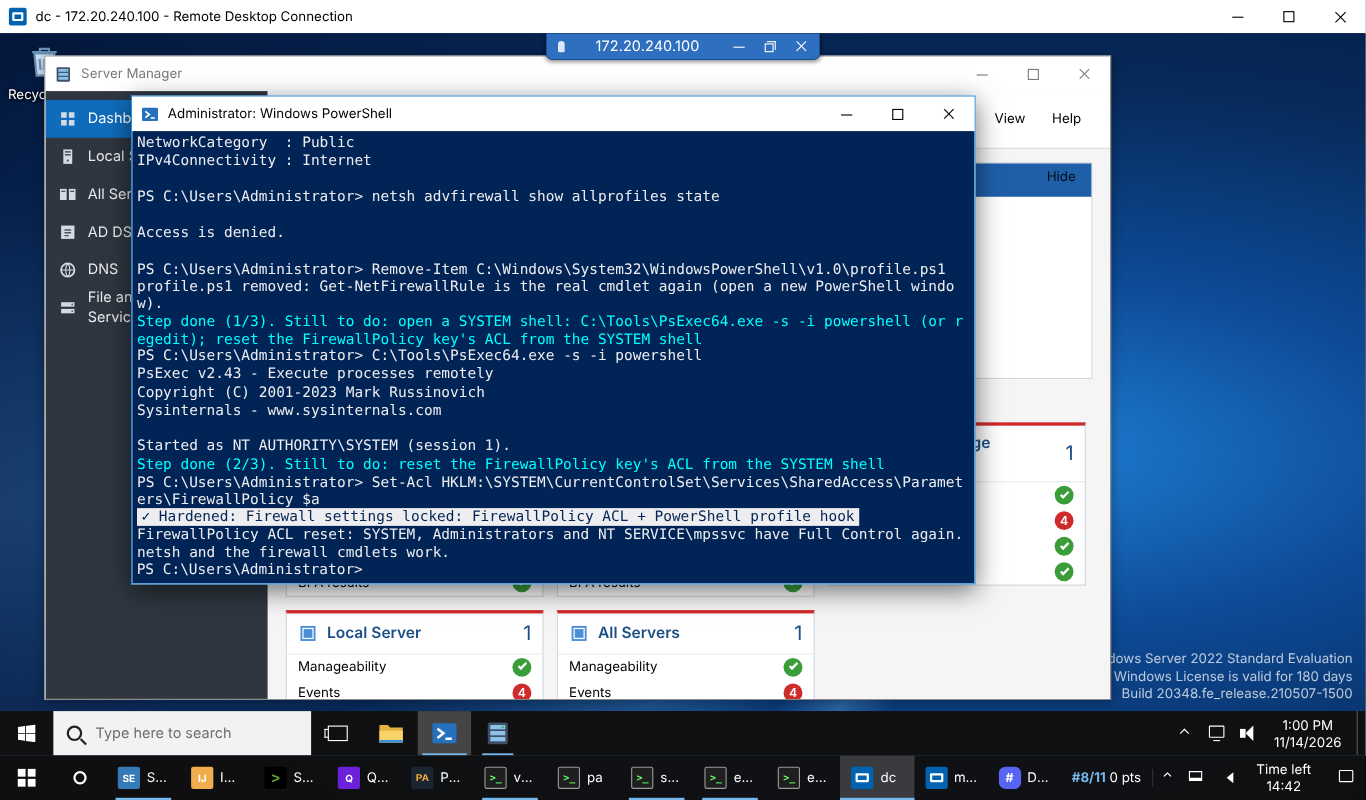 dc - 172.20.240.100 - Remote Desktop Connection
172.20.240.100
Recyc
Server Manager
Administrator: Windows PowerShell
View
Help
Dashb
Local S
All Ser
AD DS
DNS
File an
Servic
Hide
NetworkCategory  : Public
IPv4Connectivity : Internet
PS C:\Users\Administrator> netsh advfirewall show allprofiles state
Access is denied.
PS C:\Users\Administrator> Remove-Item C:\Windows\System32\WindowsPowerShell\v1.0\profile.ps1
profile.ps1 removed: Get-NetFirewallRule is the real cmdlet again (open a new PowerShell windo
w).
Step done (1/3). Still to do: open a SYSTEM shell: C:\Tools\PsExec64.exe -s -i powershell (or r
egedit); reset the FirewallPolicy key's ACL from the SYSTEM shell
PS C:\Users\Administrator> C:\Tools\PsExec64.exe -s -i powershell
PsExec v2.43 - Execute processes remotely
Copyright (C) 2001-2023 Mark Russinovich
Sysinternals - www.sysinternals.com
Started as NT AUTHORITY\SYSTEM (session 1).
Step done (2/3). Still to do: reset the FirewallPolicy key's ACL from the SYSTEM shell
PS C:\Users\Administrator> Set-Acl HKLM:\SYSTEM\CurrentControlSet\Services\SharedAccess\Paramet
ers\FirewallPolicy $a
✓ Hardened: Firewall settings locked: FirewallPolicy ACL + PowerShell profile hook
FirewallPolicy ACL reset: SYSTEM, Administrators and NT SERVICE\mpssvc have Full Control again.
netsh and the firewall cmdlets work.
PS C:\Users\Administrator>
ge
1
4
BPA results
Local Server
1
Manageability
Events
4
All Servers
1
Manageability
Events
4
dows Server 2022 Standard Evaluation
Windows License is valid for 180 days
Build 20348.fe_release.210507-1500
Type here to search
1:00 PM
11/14/2026
SE
S...
IJ
I...
>
S...
Q
Q...
PA
P...
>_
v...
>_
pa
>_
s...
>_
e...
>_
e...
dc
m...
#
D...
#8/11 0 pts
Time left
14:42